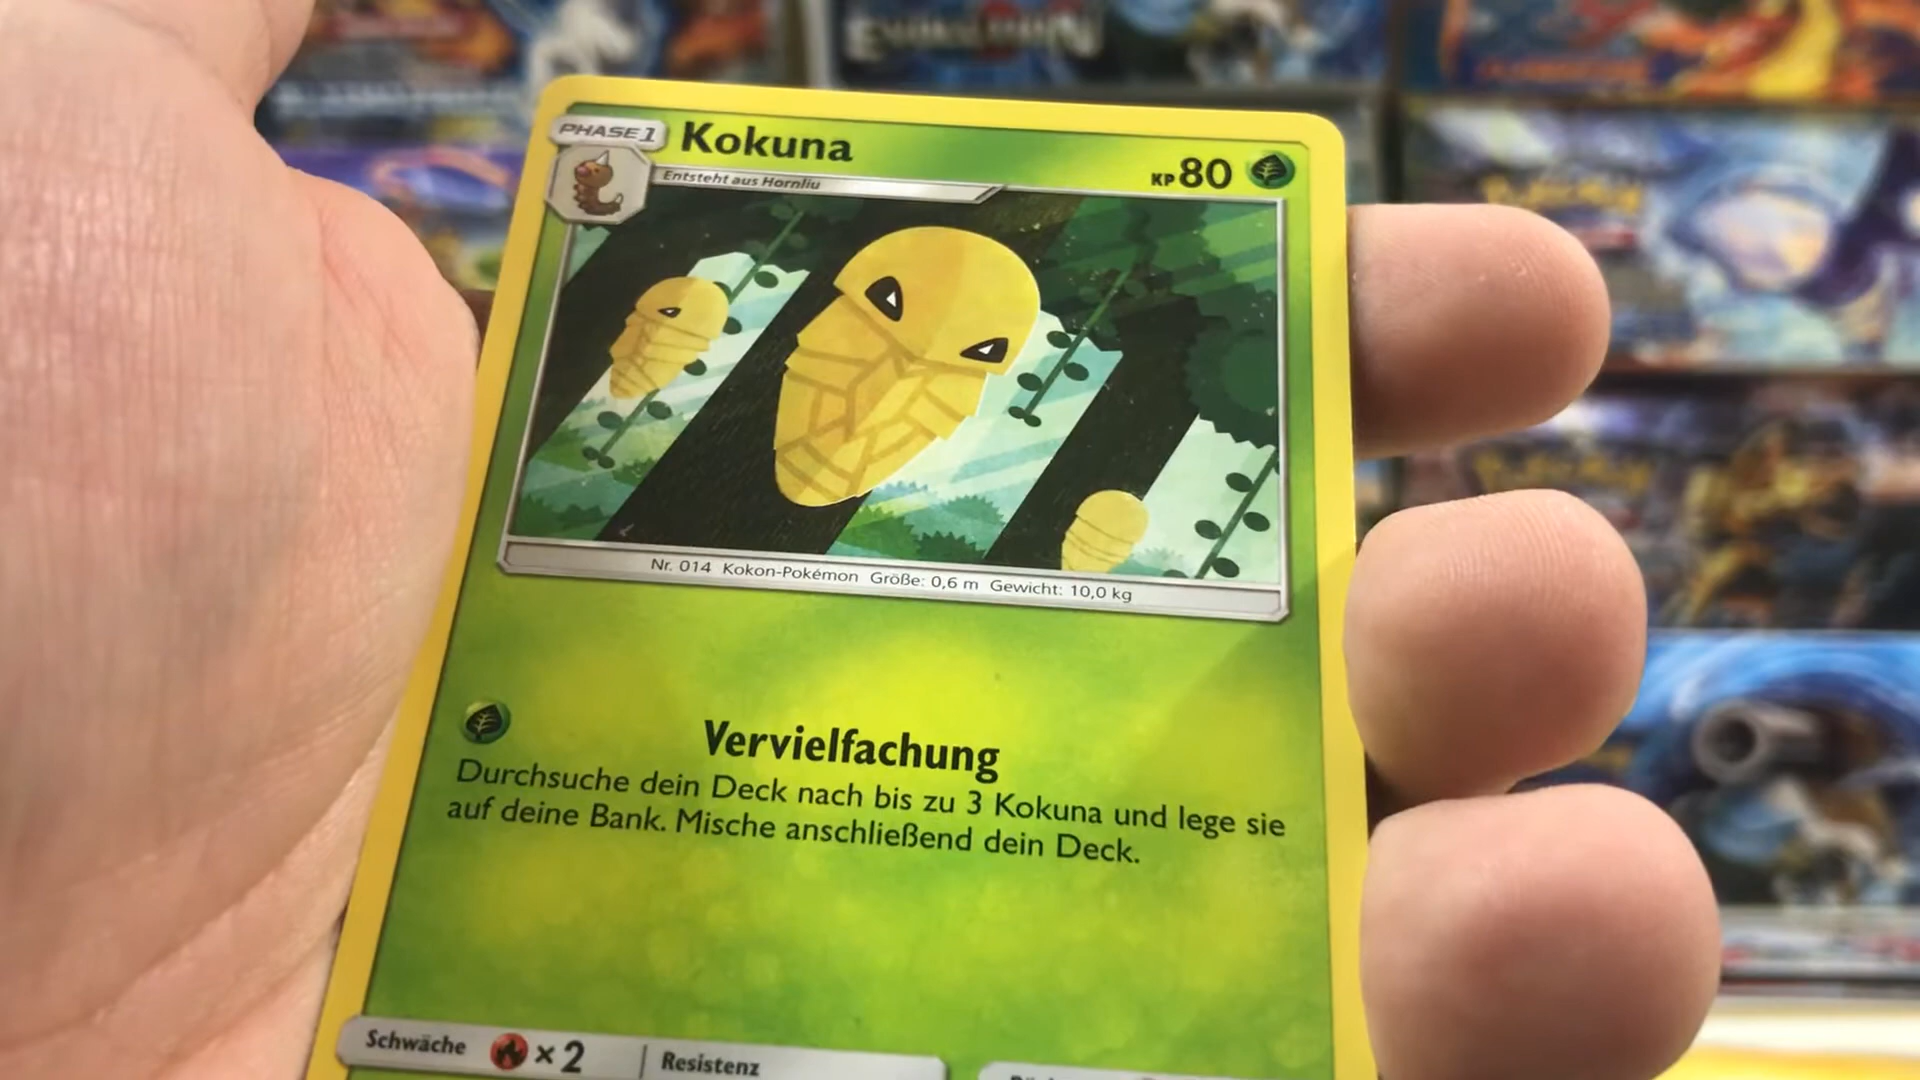 PHASE 1
Kokuna
KP 80
Entsteht aus Hornliu
Nr. 014 Kokon-Pokémon Größe: 0,6 m Gewicht: 10,0 kg
Vervielfachung
Durchsuche dein Deck nach bis zu 3 Kokuna und lege sie
auf deine Bank. Mische anschließend dein Deck.
Schwäche ×2 Resistenz